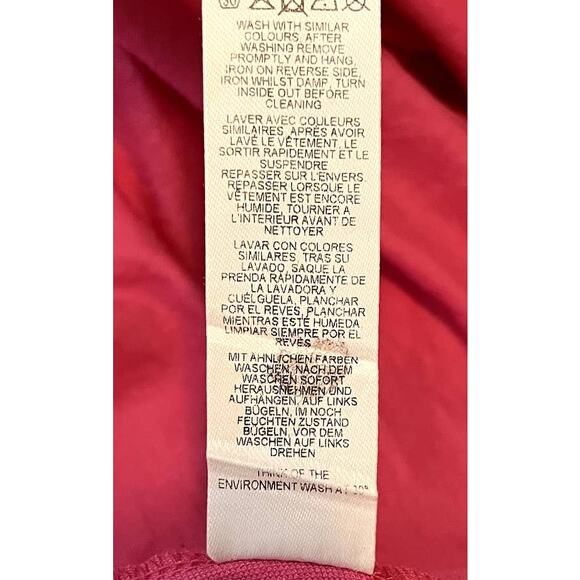 30
WASH WITH SIMILAR
COLOURS, AFTER
WASHING REMOVE
PROMPTLY AND HANG,
IRON ON REVERSE SIDE,
IRON WHILST DAMP, TURN
INSIDE OUT BEFORE
CLEANING
LAVER AVEC COULEURS
SIMILAIRES, APRÈS AVOIR
LAVÉ LE VÊTEMENT, LE
SORTIR RAPIDEMENT ET LE
SUSPENDRE
REPASSER SUR L'ENVERS.
REPASSER LORSQUE LE
VÊTEMENT EST ENCORE
HUMIDE, TOURNER A
L'INTERIEUR AVANT DE
NETTOYER
LAVAR CON COLORES
SIMILARES, TRAS SU
LAVADO, SAQUE LA
PRENDA RÁPIDAMENTE DE
LA LAVADORA Y
CUÉLGUELA, PLANCHAR
POR EL REVES, PLANCHAR
MIENTRAS ESTÉ HÚMEDA.
LIMPIAR SIEMPRE POR EL
REVÉS
MIT ÄHNLICHEN FARBEN
WASCHEN, NACH DEM
WASCHEN SOFORT
HERAUSNEHMEN UND
AUFHÄNGEN, AUF LINKS
BÜGELN, IM NOCH
FEUCHTEN ZUSTAND
BÜGELN, VOR DEM
WASCHEN AUF LINKS
DREHEN
THINK OF THE
ENVIRONMENT WASH AT 30°